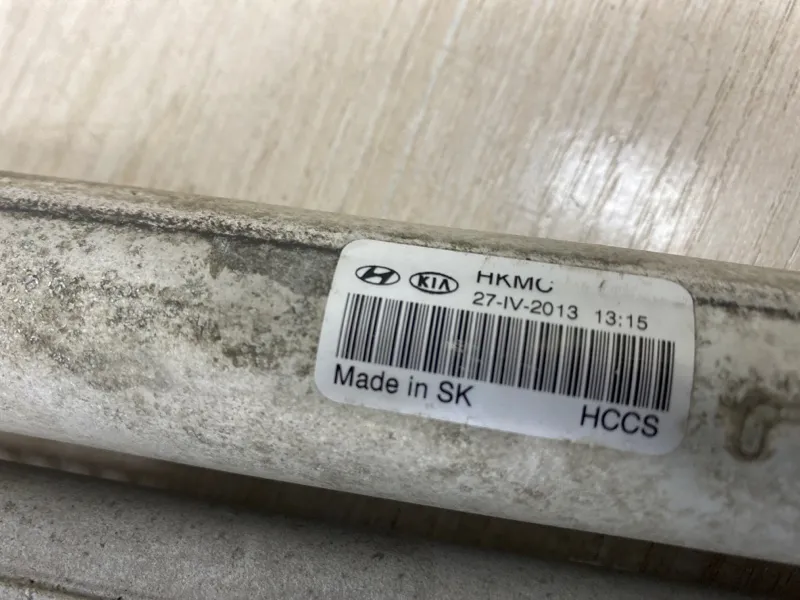 KIA HKMC
27-IV-2013 13:15
Made in SK
HCCS